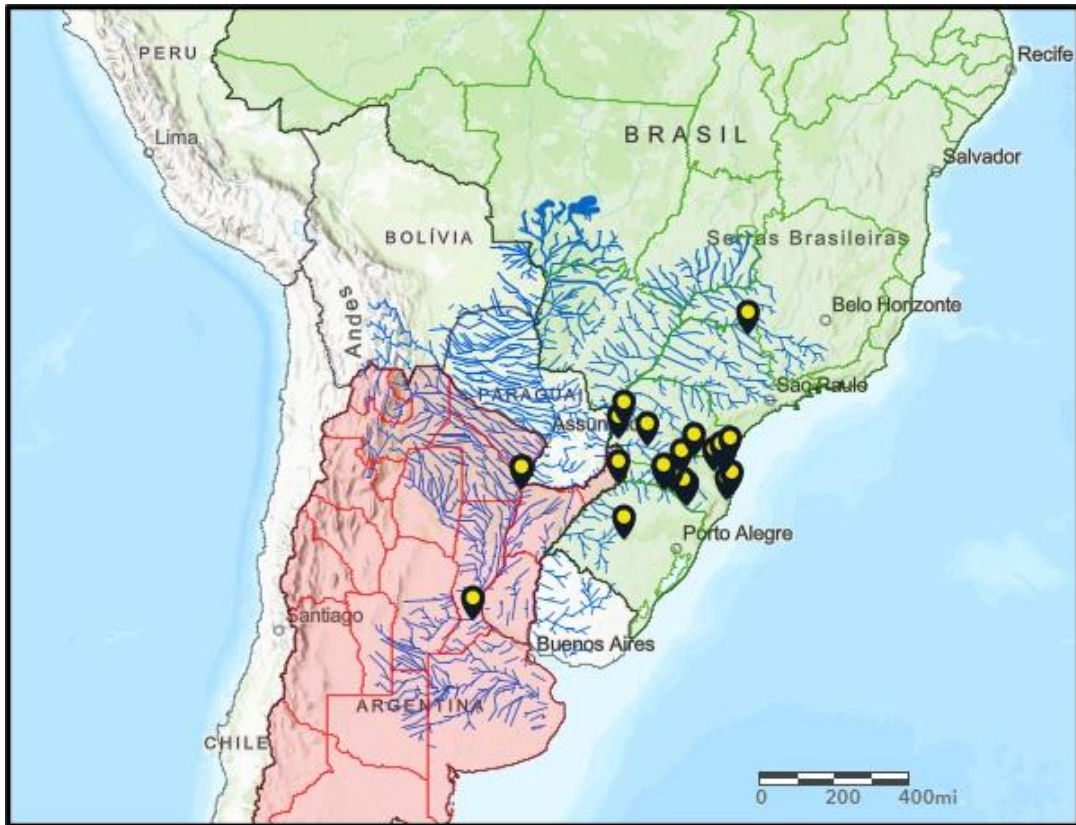 PERU
Recife
BRASIL
Lima
Salvador
BOLÍVIA
Serras Brasileiras
Andes
Belo Horizonte
São Paulo
PARAGUAI
Porto Alegre
Santiago
Buenos Aires
ARGENTINA
CHILE
0 200 400mi